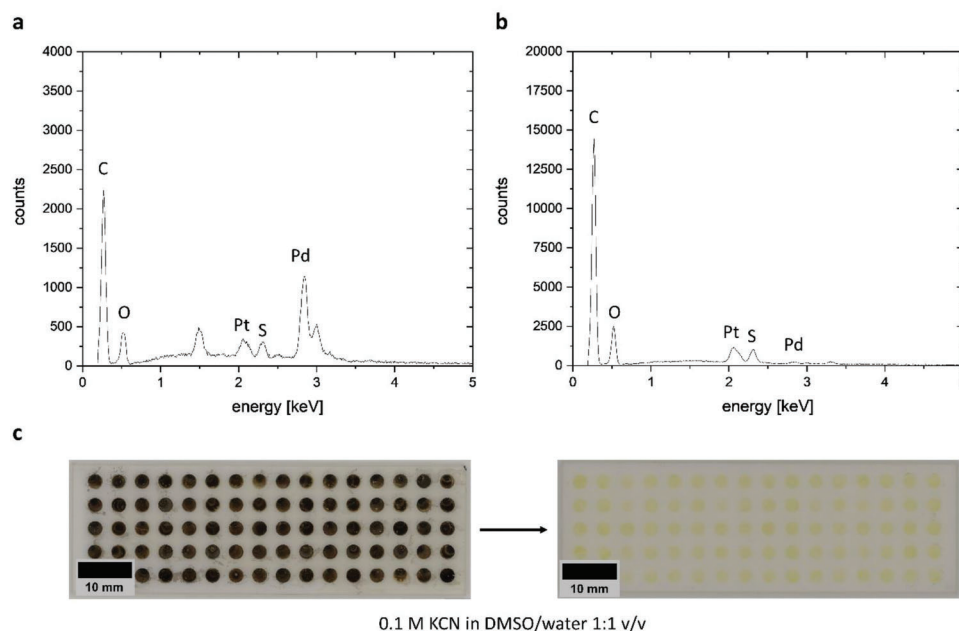 a
b
4000
3500
3000
2500
2000
1500
1000
500
0
counts
C
O
Pt
S
Pd
0 1 2 3 4 5
energy [keV]
20000
17500
15000
12500
10000
7500
5000
2500
0
counts
C
O
Pt
S
Pd
0 1 2 3 4
energy [keV]
c
10 mm
10 mm
0.1 M KCN in DMSO/water 1:1 v/v